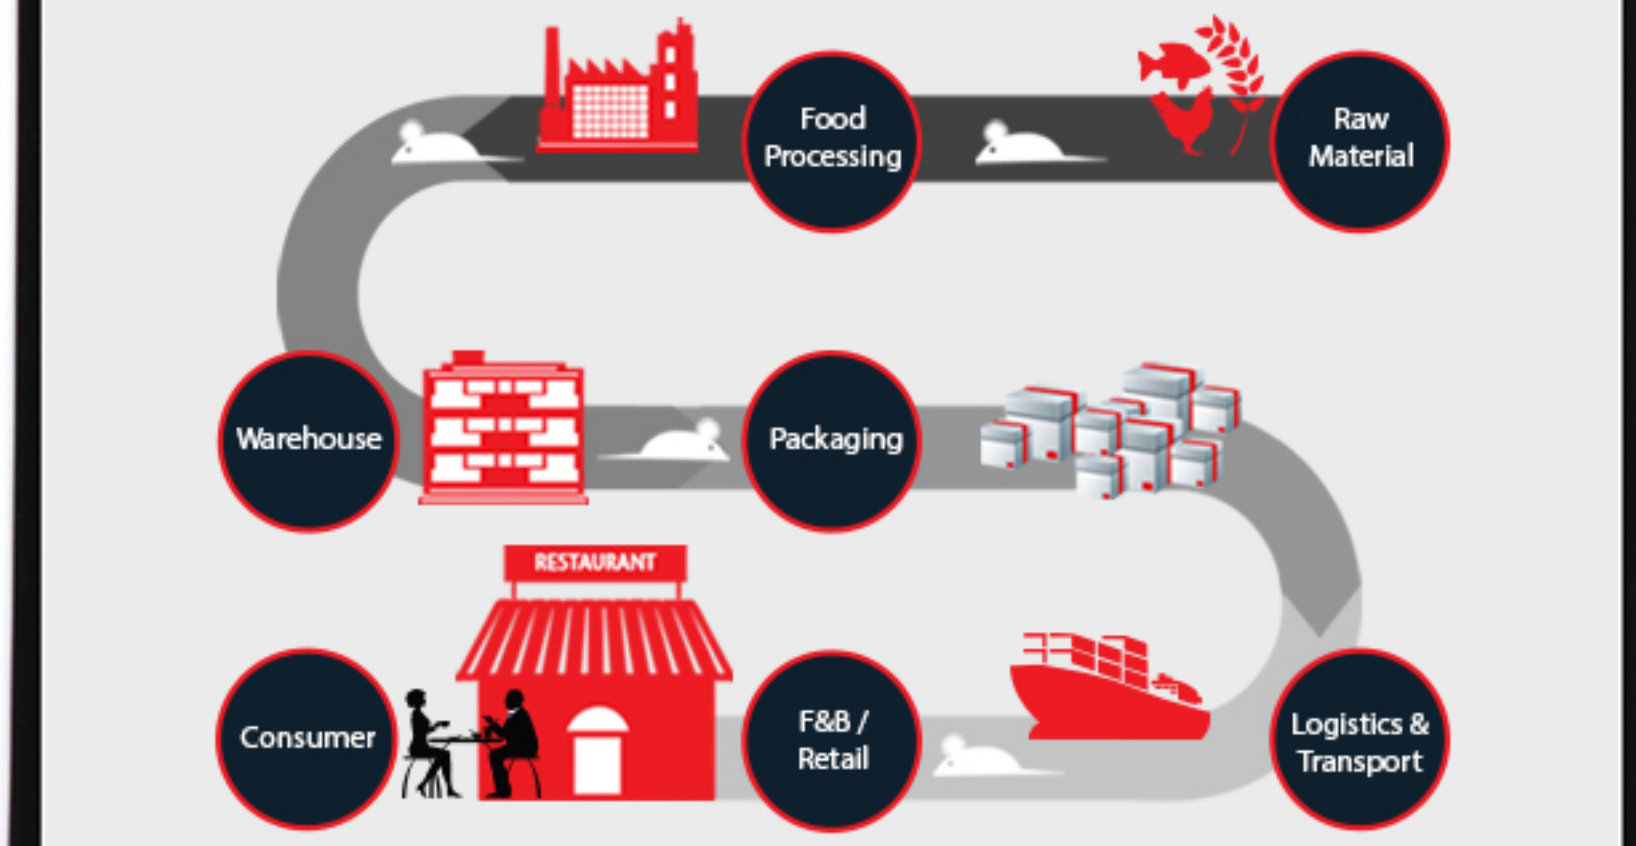 Food
Processing
Raw
Material
Warehouse
Packaging
RESTAURANT
Consumer
F&B /
Retail
Logistics &
Transport